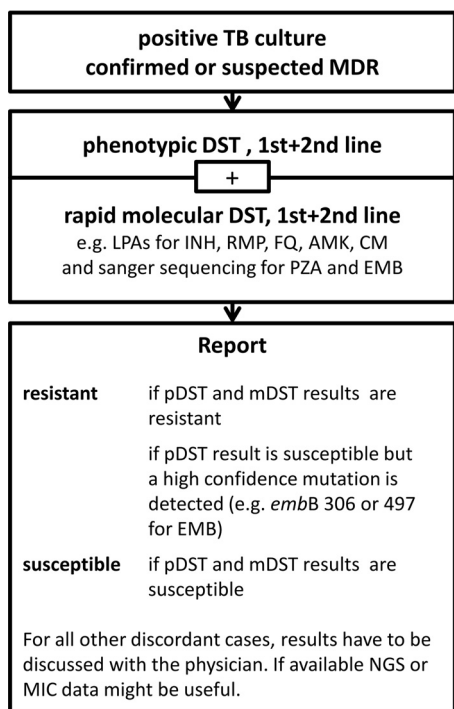 positive TB culture
confirmed or suspected MDR
phenotypic DST , 1st+2nd line
+
rapid molecular DST, 1st+2nd line
e.g. LPAs for INH, RMP, FQ, AMK, CM
and sanger sequencing for PZA and EMB
Report
resistant if pDST and mDST results are
resistant
if pDST result is susceptible but
a high confidence mutation is
detected (e.g. embB 306 or 497
for EMB)
susceptible if pDST and mDST results are
susceptible
For all other discordant cases, results have to be
discussed with the physician. If available NGS or
MIC data might be useful.